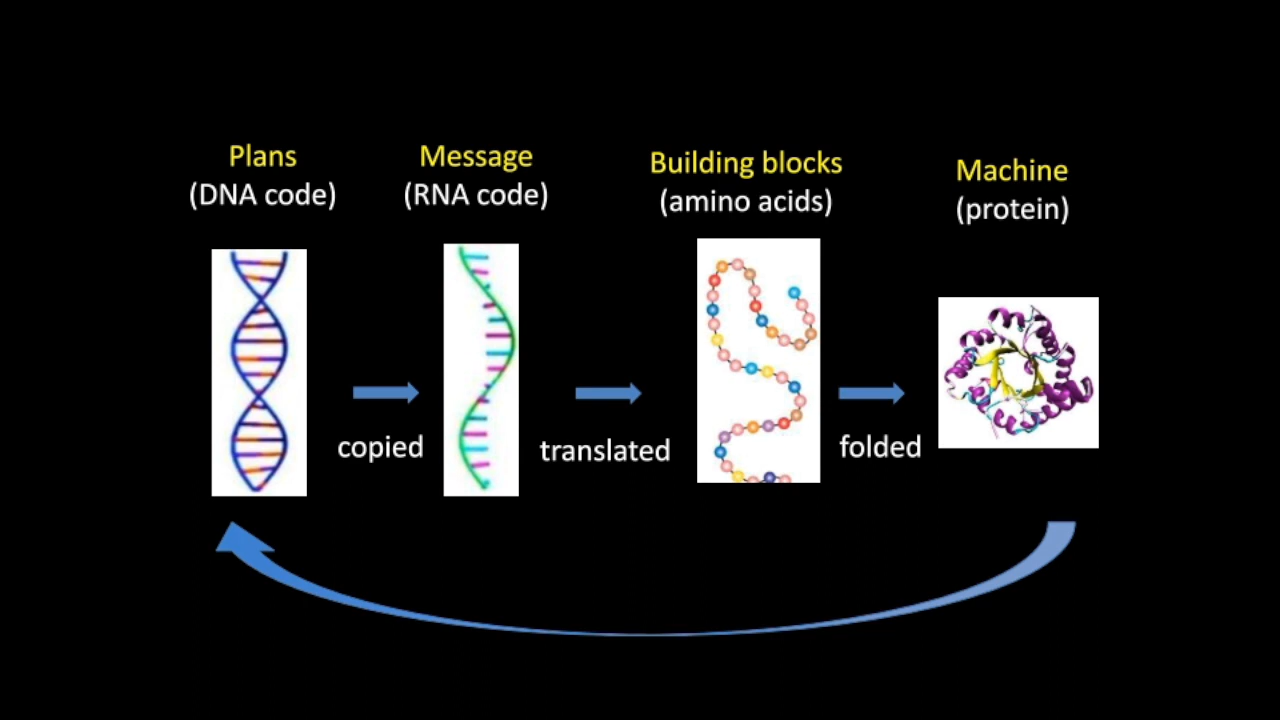 Plans
(DNA code)
Message
(RNA code)
Building blocks
(amino acids)
Machine
(protein)
copied
translated
folded